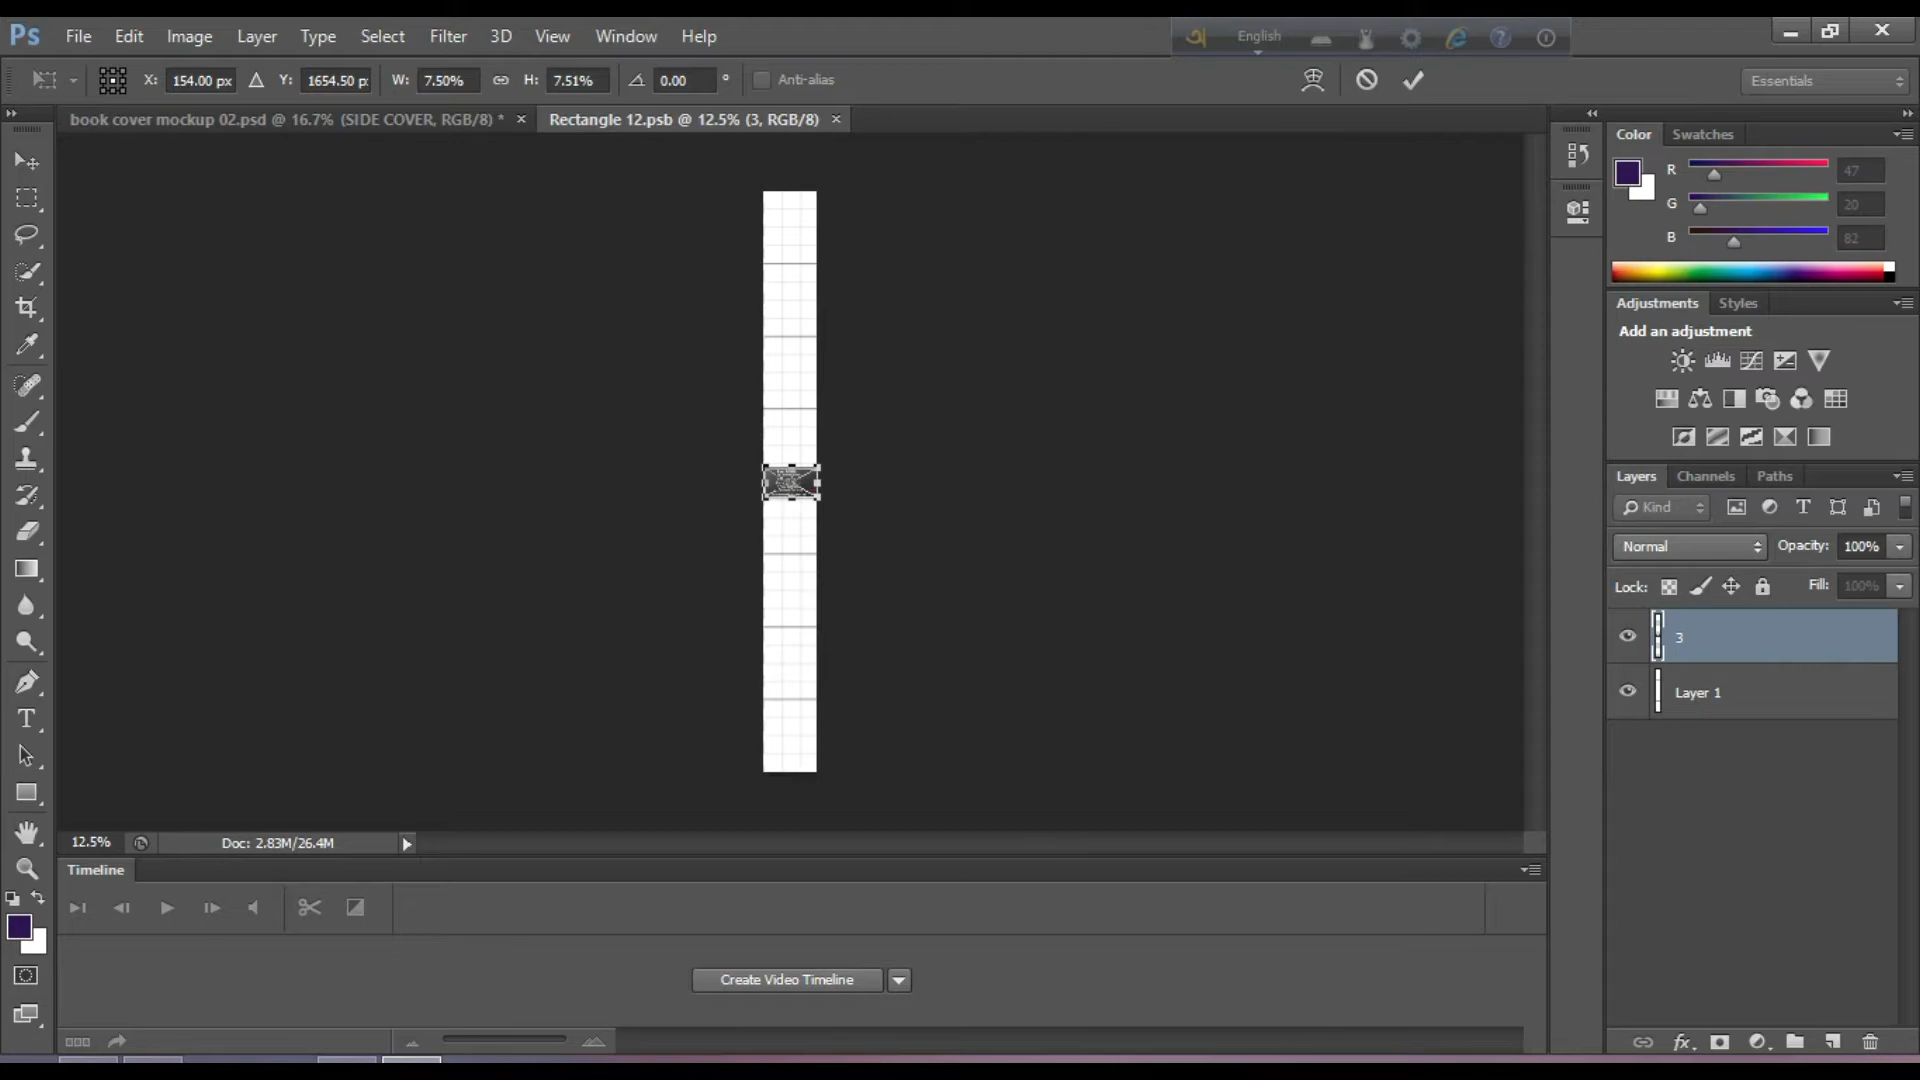 Ps File Edit Image Layer Type Select Filter 3D View Window Help
অ English
X: 154.00 px Y: 1654.50 p: W: 7.50% H: 7.51% 0.00 ° Anti-alias Essentials
book cover mockup 02.psd @ 16.7% (SIDE COVER, RGB/8) * × Rectangle 12.psb @ 12.5% (3, RGB/8) ×
Color Swatches
R 47
G 20
B 82
Adjustments Styles
Add an adjustment
Layers Channels Paths
Kind
Normal Opacity: 100%
Lock: Fill: 100%
3
Layer 1
12.5% Doc: 2.83M/26.4M
Timeline
Create Video Timeline
fx